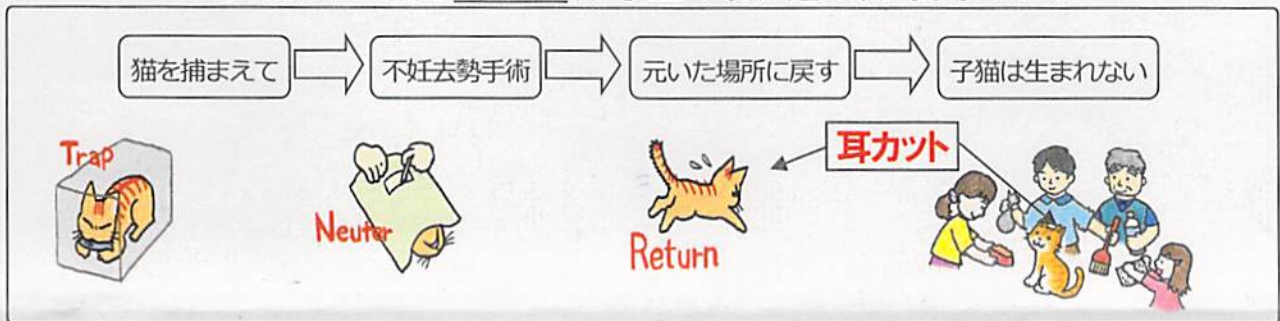 猫を捕まえて
不妊去勢手術
元いた場所に戻す
子猫は生まれない
Trap
Neuter
Return
耳カット